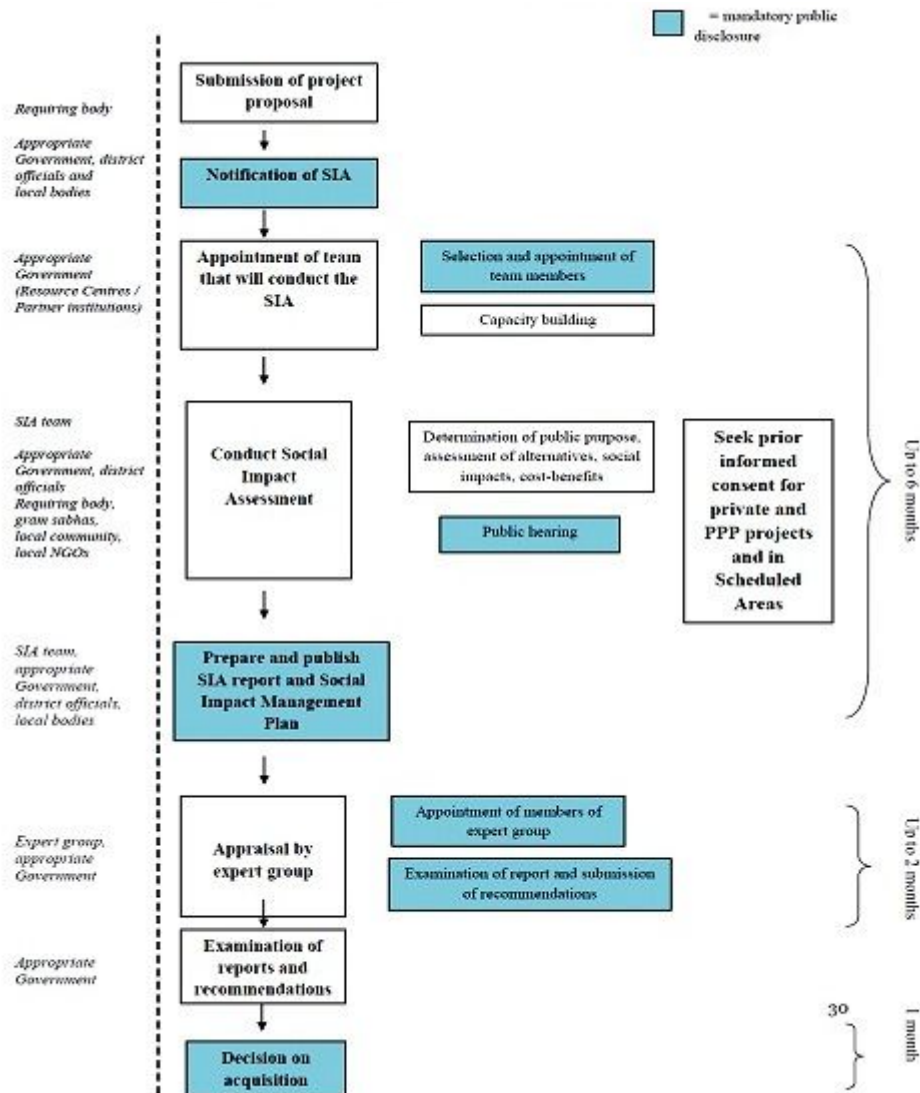 = mandatory public
disclosure
Submission of project
proposal
Requiring body
Appropriate
Government, district
officials and
local bodies
Notification of SIA
Appropriate
Government
(Resource Centres /
Partner institutions)
Appointment of team
that will conduct the
SIA
Selection and appointment of
team members
Capacity building
SIA team
Appropriate
Government, district
officials
Requiring body,
gram sabhas,
local community,
local NGOs
Conduct Social
Impact
Assessment
Determination of public purpose,
assessment of alternatives, social
impacts, cost-benefits
Public hearing
Seek prior
informed
consent for
private and
PPP projects
and in
Scheduled
Areas
Up to 6 months
SIA team,
appropriate
Government,
district officials,
local bodies
Prepare and publish
SIA report and Social
Impact Management
Plan
Expert group,
appropriate
Government
Appraisal by
expert group
Appointment of members of
expert group
Examination of report and submission
of recommendations
Up to 2 months
Appropriate
Government
Examination of
reports and
recommendations
30
1 month
Decision on
acquisition